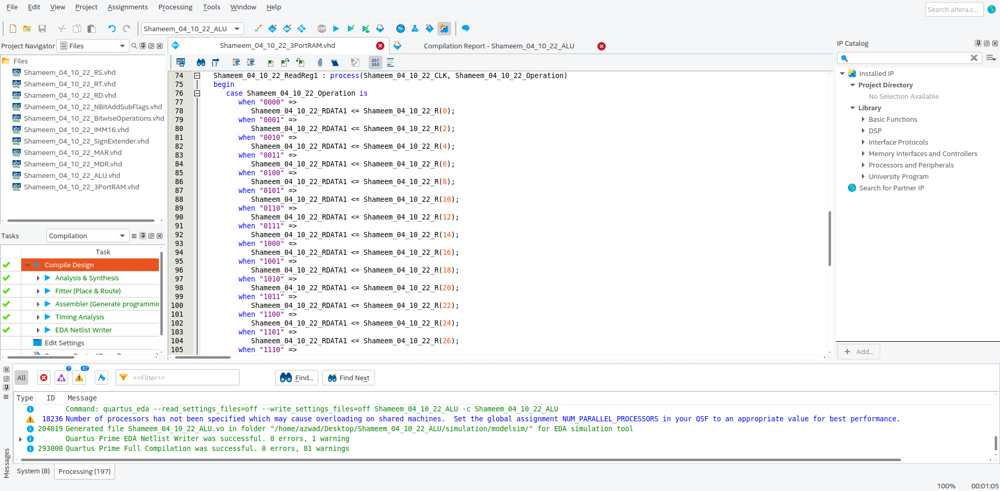 File Edit View Project Assignments Processing Tools Window Help
Search altera.c...
Shameem_04_10_22_ALU
Project Navigator Files
Files
Shameem_04_10_22_RS.vhd
Shameem_04_10_22_RT.vhd
Shameem_04_10_22_RD.vhd
Shameem_04_10_22_NBitAddSubFlags.vhd
Shameem_04_10_22_BitwiseOperations.vhd
Shameem_04_10_22_IMM16.vhd
Shameem_04_10_22_SignExtender.vhd
Shameem_04_10_22_MAR.vhd
Shameem_04_10_22_MDR.vhd
Shameem_04_10_22_ALU.vhd
Shameem_04_10_22_3PortRAM.vhd
Tasks Compilation
Task
Compile Design
Analysis & Synthesis
Fitter (Place & Route)
Assembler (Generate programmin
Timing Analysis
EDA Netlist Writer
Edit Settings
Shameem_04_10_22_3PortRAM.vhd
Compilation Report - Shameem_04_10_22_ALU
267
268
74 Shameem_04_10_22_ReadReg1 : process(Shameem_04_10_22_CLK, Shameem_04_10_22_Operation)
75 begin
76 case Shameem_04_10_22_Operation is
77 when "0000" =>
78 Shameem_04_10_22_RDATA1 <= Shameem_04_10_22_R(0);
79 when "0001" =>
80 Shameem_04_10_22_RDATA1 <= Shameem_04_10_22_R(2);
81 when "0010" =>
82 Shameem_04_10_22_RDATA1 <= Shameem_04_10_22_R(4);
83 when "0011" =>
84 Shameem_04_10_22_RDATA1 <= Shameem_04_10_22_R(6);
85 when "0100" =>
86 Shameem_04_10_22_RDATA1 <= Shameem_04_10_22_R(8);
87 when "0101" =>
88 Shameem_04_10_22_RDATA1 <= Shameem_04_10_22_R(10);
89 when "0110" =>
90 Shameem_04_10_22_RDATA1 <= Shameem_04_10_22_R(12);
91 when "0111" =>
92 Shameem_04_10_22_RDATA1 <= Shameem_04_10_22_R(14);
93 when "1000" =>
94 Shameem_04_10_22_RDATA1 <= Shameem_04_10_22_R(16);
95 when "1001" =>
96 Shameem_04_10_22_RDATA1 <= Shameem_04_10_22_R(18);
97 when "1010" =>
98 Shameem_04_10_22_RDATA1 <= Shameem_04_10_22_R(20);
99 when "1011" =>
100 Shameem_04_10_22_RDATA1 <= Shameem_04_10_22_R(22);
101 when "1100" =>
102 Shameem_04_10_22_RDATA1 <= Shameem_04_10_22_R(24);
103 when "1101" =>
104 Shameem_04_10_22_RDATA1 <= Shameem_04_10_22_R(26);
105 when "1110" =>
IP Catalog
Installed IP
Project Directory
No Selection Available
Library
Basic Functions
DSP
Interface Protocols
Memory Interfaces and Controllers
Processors and Peripherals
University Program
Search for Partner IP
+ Add...
All 7 42 <<Filter>> Find... Find Next
Type ID Message
Command: quartus_eda --read_settings_files=off --write_settings_files=off Shameem_04_10_22_ALU -c Shameem_04_10_22_ALU
18236 Number of processors has not been specified which may cause overloading on shared machines.  Set the global assignment NUM_PARALLEL_PROCESSORS in your QSF to an appropriate value for best performance.
204019 Generated file Shameem_04_10_22_ALU.vo in folder "/home/azwad/Desktop/Shameem_04_10_22_ALU/simulation/modelsim/" for EDA simulation tool
Quartus Prime EDA Netlist Writer was successful. 0 errors, 1 warning
293000 Quartus Prime Full Compilation was successful. 0 errors, 81 warnings
Messages
System (8) Processing (197)
100% 00:01:05